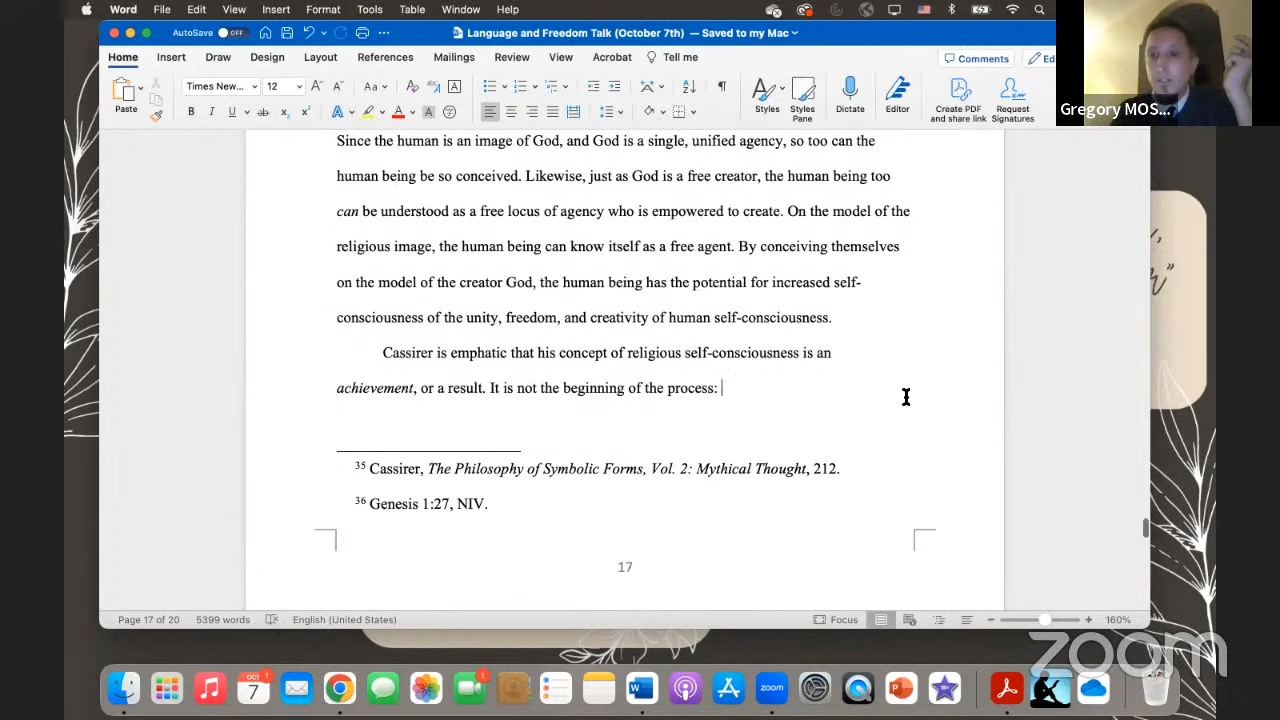 Word File Edit View Insert Format Tools Table Window Help
AutoSave OFF Language and Freedom Talk (October 7th) — Saved to my Mac
Home Insert Draw Design Layout References Mailings Review View Acrobat Tell me Comments
Times New... 12 Aa
Paste Styles Styles Pane Dictate Editor Create PDF and share link Request Signatures
Gregory MOS...
Since the human is an image of God, and God is a single, unified agency, so too can the
human being be so conceived. Likewise, just as God is a free creator, the human being too
can be understood as a free locus of agency who is empowered to create. On the model of the
religious image, the human being can know itself as a free agent. By conceiving themselves
on the model of the creator God, the human being has the potential for increased self-
consciousness of the unity, freedom, and creativity of human self-consciousness.
Cassirer is emphatic that his concept of religious self-consciousness is an
achievement, or a result. It is not the beginning of the process:
35 Cassirer, The Philosophy of Symbolic Forms, Vol. 2: Mythical Thought, 212.
36 Genesis 1:27, NIV.
17
Page 17 of 20 5399 words English (United States) Focus 160%
zoom
OCT 7
zoom